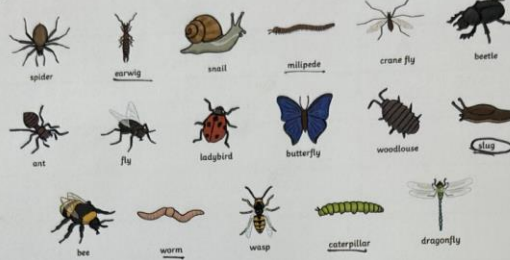 spider earwig snail milipede crane fly beetle
ant fly ladybird butterfly woodlouse slug
bee worm wasp caterpillar dragonfly